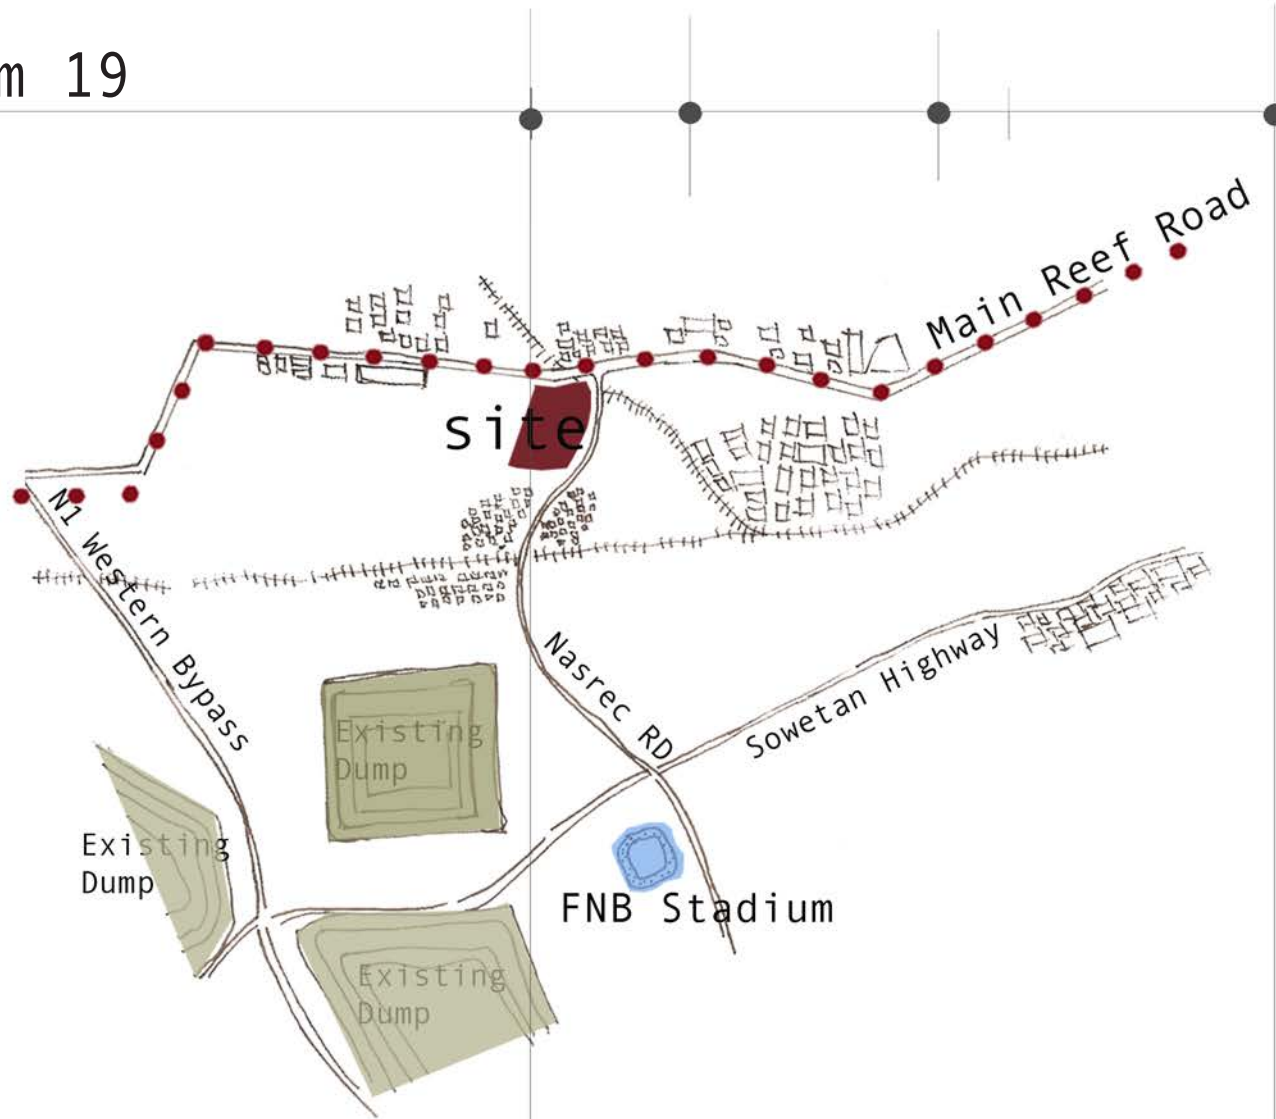 m 19
Main Reef Road
site
N1 Western Bypass
Nasrec RD
Sowetan Highway
Existing
Dump
Existing
Dump
FNB Stadium
Existing
Dump